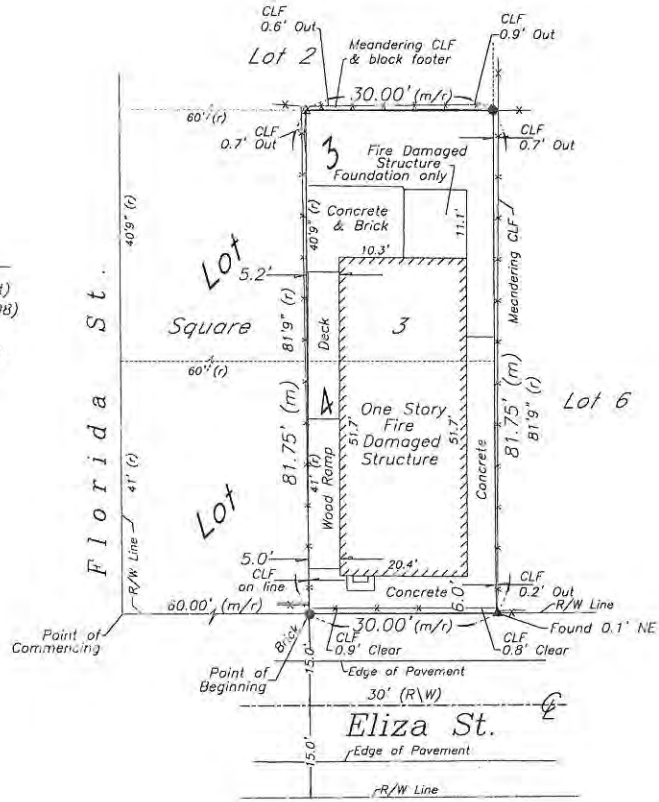 CLF
0.6' Out
Lot 2
Meandering CLF
& block footer
CLF
0.9' Out
30.00' (m/r)
60' (r)
CLF
0.7' Out
3
Fire Damaged
Structure
Foundation only
CLF
0.7' Out
Concrete
& Brick
11.1'
10.3'
40'9" (r)
40'9" (r)
Meandering CLF
Lot
5.2'
Square
81'9" (r)
Deck
3
60' (r)
Florida St.
4
One Story
Fire
Damaged
Structure
51.7'
51.7'
Concrete
81.75' (m)
81'9" (r)
Lot 6
81.75' (m)
41' (r)
41' (r)
Wood Ramp
Lot
R/W Line
5.0'
20.4'
CLF
on line
Concrete
6.0'
CLF
0.2' Out
R/W Line
60.00' (m/r)
30.00' (m/r)
Found 0.1' NE
Point of
Commencing
Brick
CLF
0.9' Clear
CLF
0.8' Clear
Point of
Beginning
15.0'
Edge of Pavement
30' (R\W)
Eliza St.
15.0'
Edge of Pavement
R/W Line